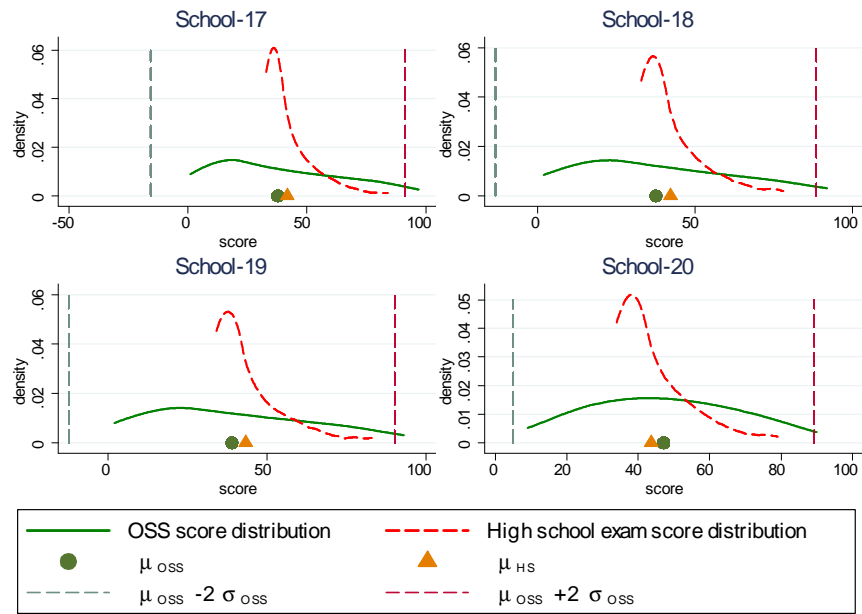 School-17
School-18
density
0 .02 .04 .06
-50 0 50 100
score
density
0 .02 .04 .06
0 50 100
score
School-19
School-20
density
0 .02 .04 .06
0 50 100
score
density
0 .01 .02 .03 .04 .05
0 20 40 60 80 100
score
OSS score distribution
High school exam score distribution
μ OSS
μ HS
μ OSS -2 σ OSS
μ OSS +2 σ OSS